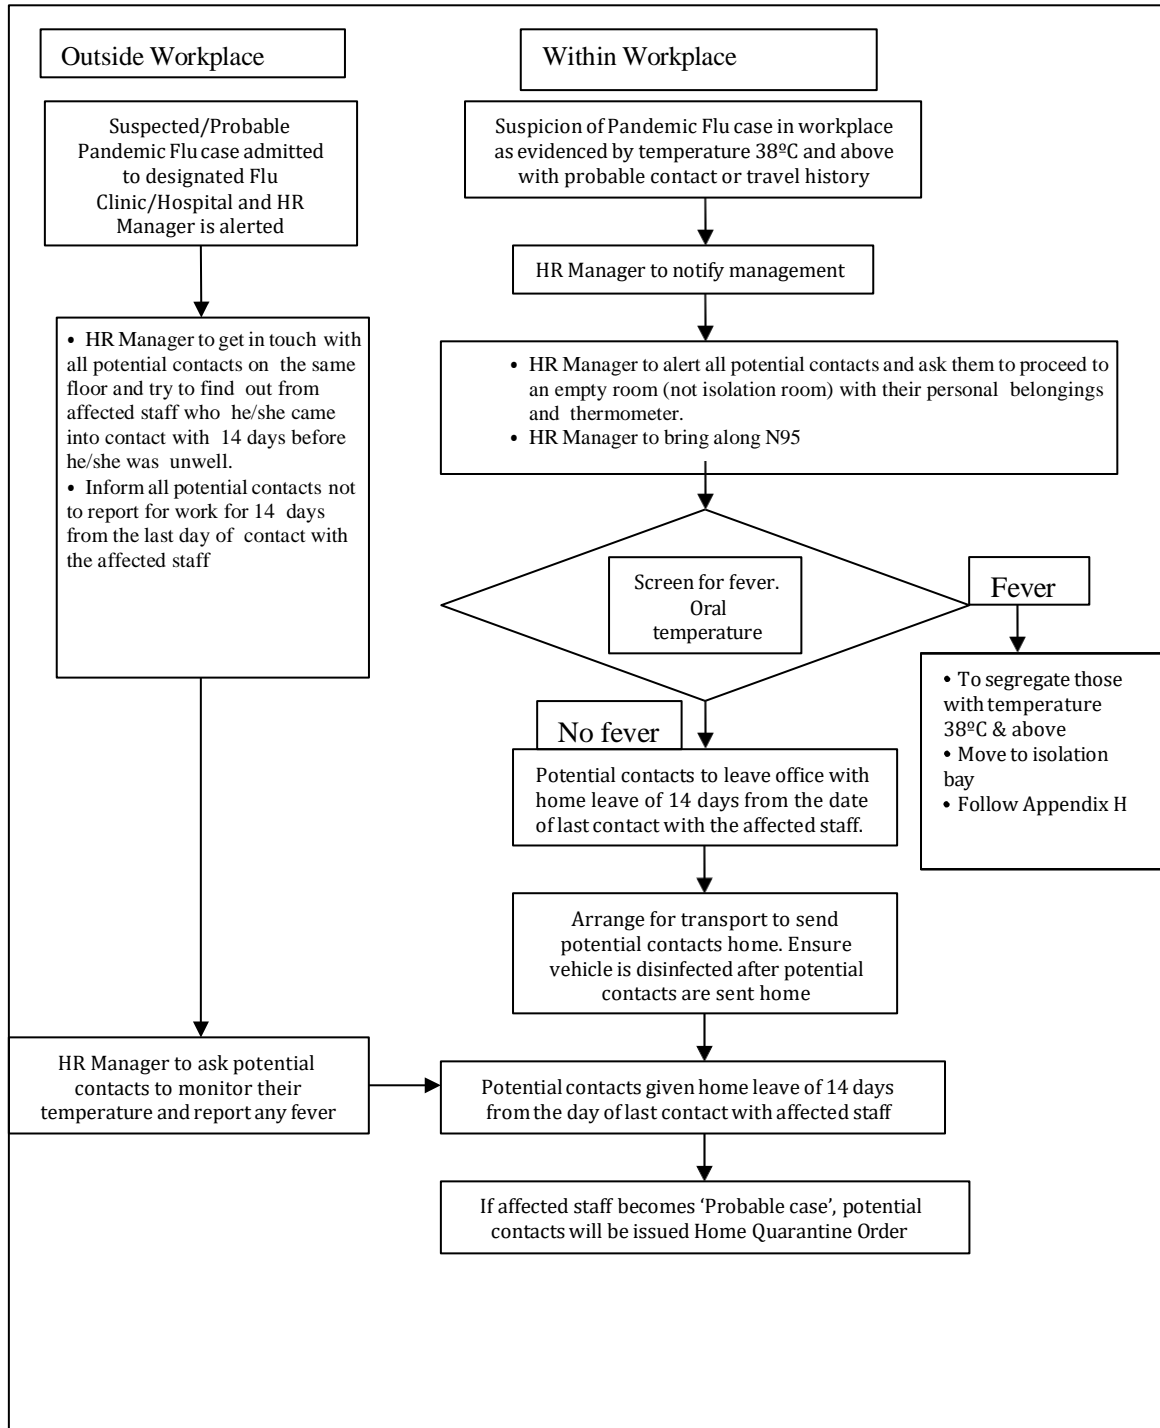 Outside Workplace
Suspected/Probable
Pandemic Flu case admitted
to designated Flu
Clinic/Hospital and HR
Manager is alerted
• HR Manager to get in touch with
all potential contacts on the same
floor and try to find out from
affected staff who he/she came
into contact with 14 days before
he/she was unwell.
• Inform all potential contacts not
to report for work for 14 days
from the last day of contact with
the affected staff
HR Manager to ask potential
contacts to monitor their
temperature and report any fever
Within Workplace
Suspicion of Pandemic Flu case in workplace
as evidenced by temperature 38ºC and above
with probable contact or travel history
HR Manager to notify management
• HR Manager to alert all potential contacts and ask them to proceed to
an empty room (not isolation room) with their personal belongings
and thermometer.
• HR Manager to bring along N95
Screen for fever.
Oral
temperature
Fever
• To segregate those
with temperature
38ºC & above
• Move to isolation
bay
• Follow Appendix H
No fever
Potential contacts to leave office with
home leave of 14 days from the date
of last contact with the affected staff.
Arrange for transport to send
potential contacts home. Ensure
vehicle is disinfected after potential
contacts are sent home
Potential contacts given home leave of 14 days
from the day of last contact with affected staff
If affected staff becomes ‘Probable case’, potential
contacts will be issued Home Quarantine Order